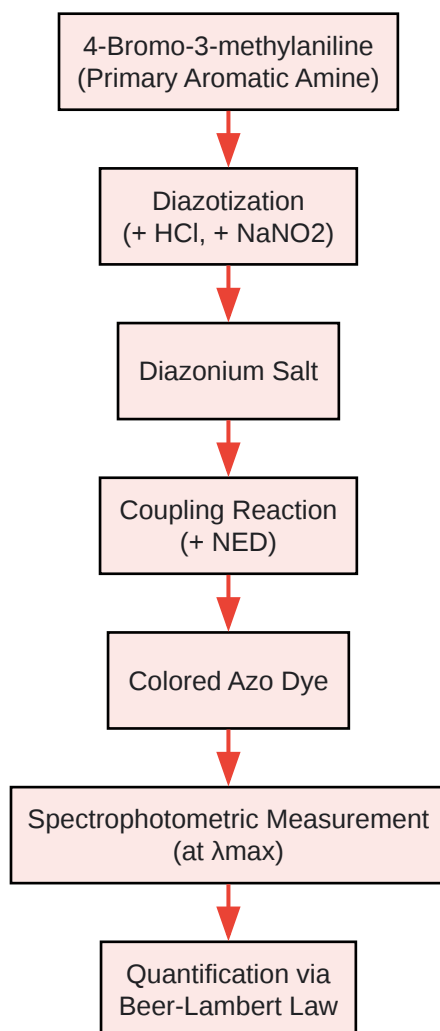 4-Bromo-3-methylaniline
(Primary Aromatic Amine)
Diazotization
(+ HCl, + NaNO2)
Diazonium Salt
Coupling Reaction
(+ NED)
Colored Azo Dye
Spectrophotometric Measurement
(at λmax)
Quantification via
Beer-Lambert Law